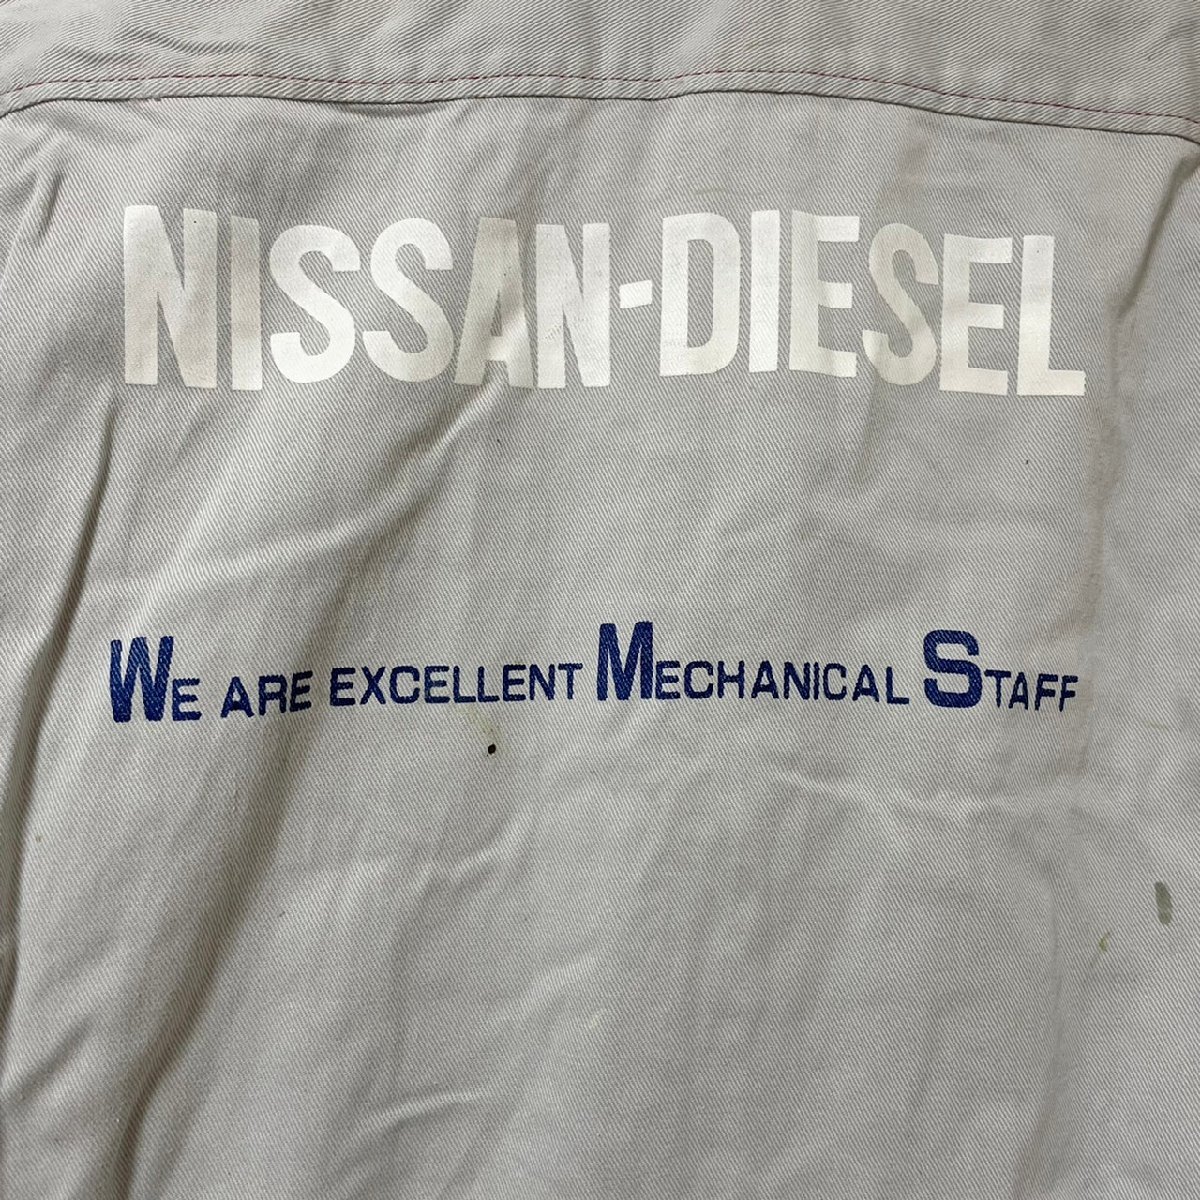 NISSAN-DIESEL
WE ARE EXCELLENT MECHANICAL STAFF